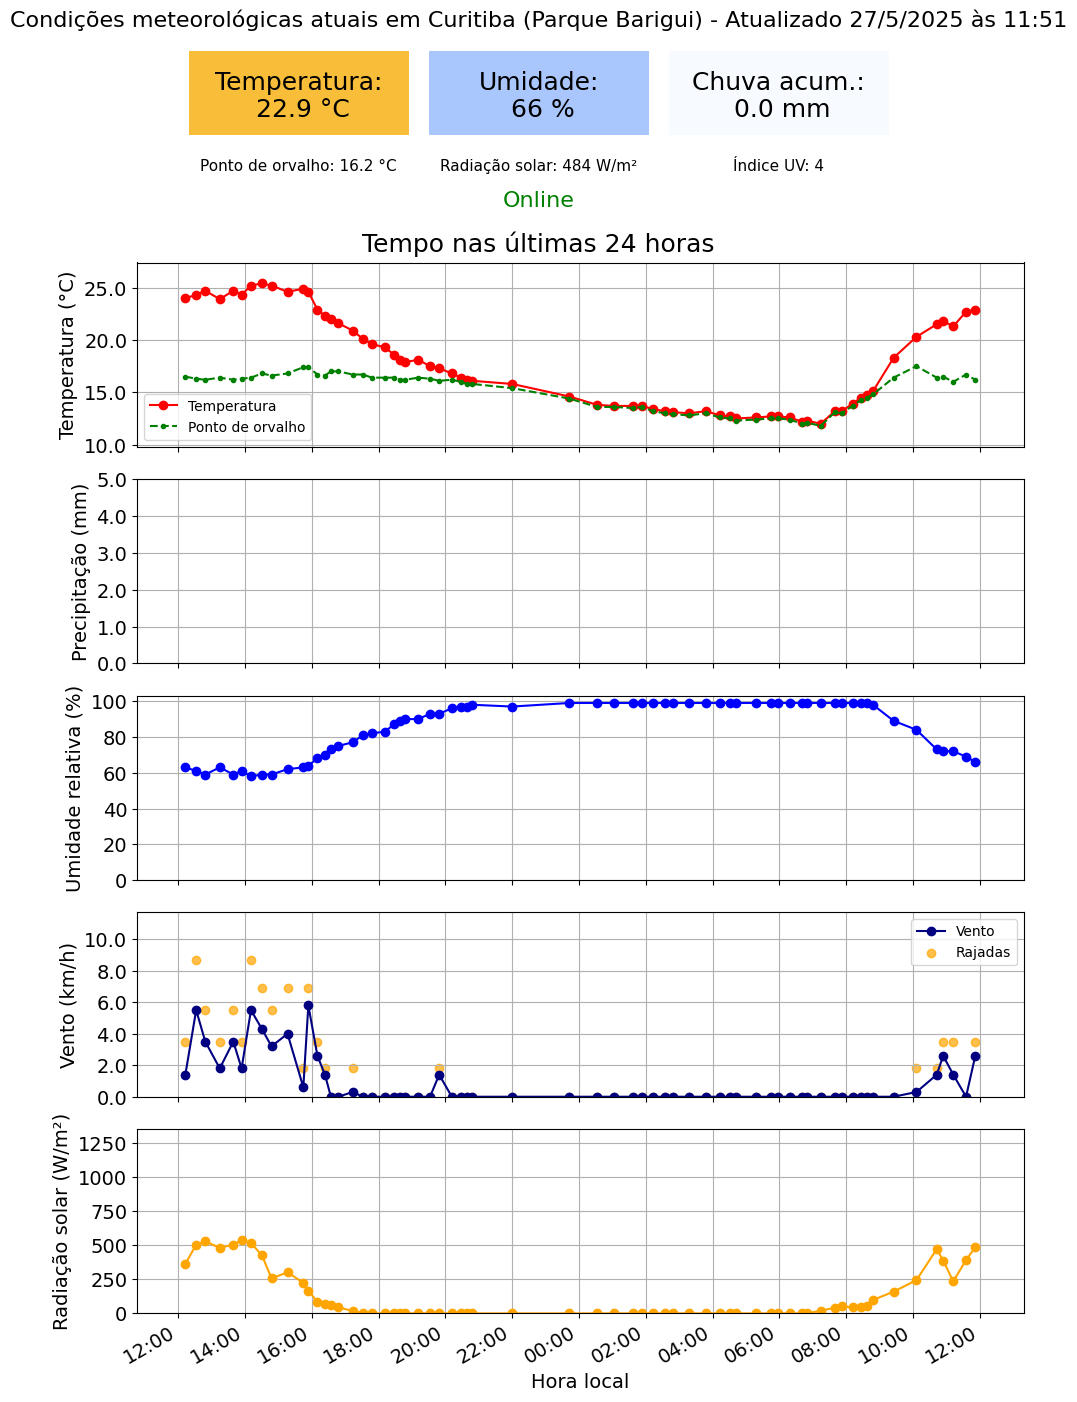 Condições meteorológicas atuais em Curitiba (Parque Barigui) - Atualizado 27/5/2025 às 11:51
Temperatura:
22.9 °C
Umidade:
66 %
Chuva acum.:
0.0 mm
Ponto de orvalho: 16.2 °C
Radiação solar: 484 W/m²
Índice UV: 4
Online
Tempo nas últimas 24 horas
Temperatura (°C)
25.0
20.0
15.0
10.0
Temperatura
Ponto de orvalho
Precipitação (mm)
5.0
4.0
3.0
2.0
1.0
0.0
Umidade relativa (%)
100
80
60
40
20
0
Vento (km/h)
10.0
8.0
6.0
4.0
2.0
0.0
Vento
Rajadas
Radiação solar (W/m²)
1250
1000
750
500
250
0
12:00
14:00
16:00
18:00
20:00
22:00
00:00
02:00
04:00
06:00
08:00
10:00
12:00
Hora local